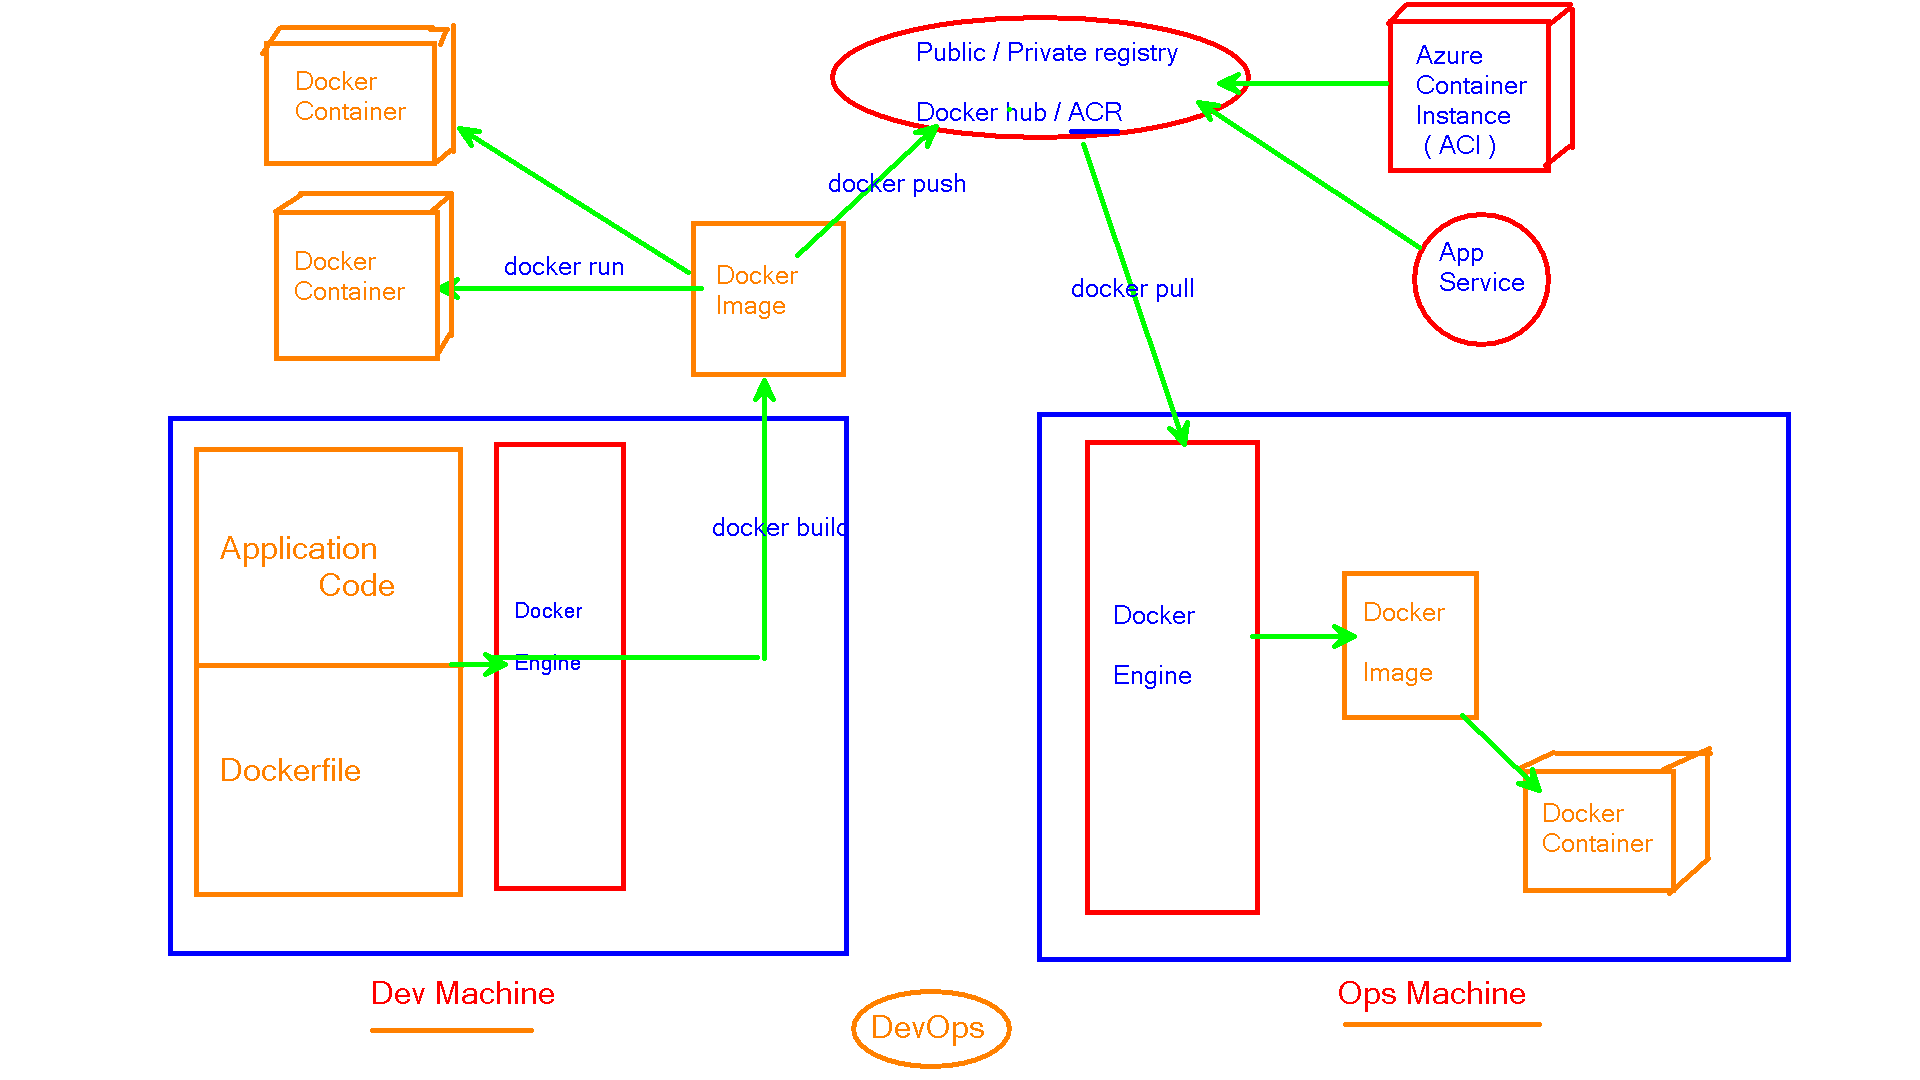 Docker
Container
Public / Private registry
Docker hub / ACR
Azure
Container
Instance
( ACI )
docker push
Docker
Container
docker run
Docker
Image
docker pull
App
Service
docker build
Application
Code
Docker
Engine
Dockerfile
Docker
Engine
Docker
Image
Docker
Container
Dev Machine
DevOps
Ops Machine